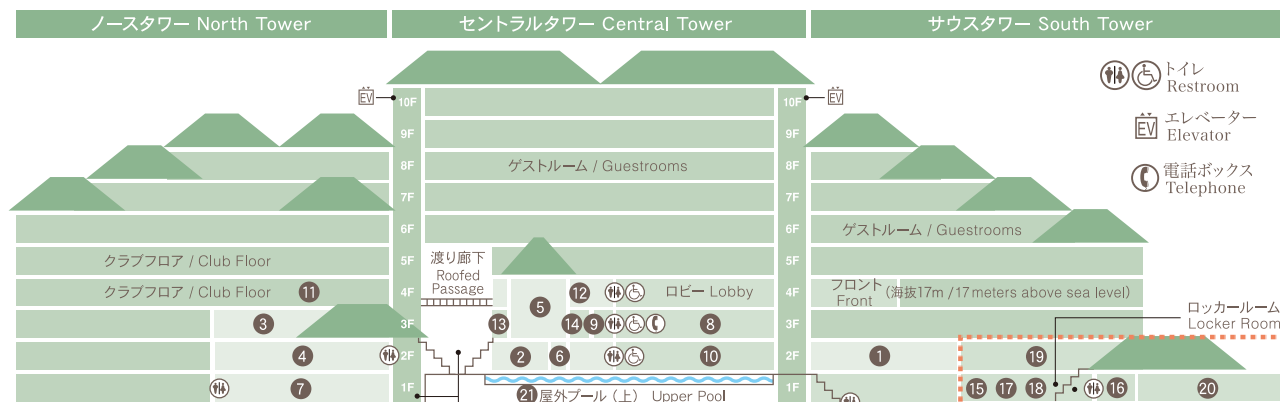 ノースタワー North Tower
セントラルタワー Central Tower
サウスタワー South Tower
トイレ
Restroom
EV
エレベーター
Elevator
電話ボックス
Telephone
EV
10F
10F
EV
9F
9F
8F
ゲストルーム / Guestrooms
8F
7F
7F
6F
6F
ゲストルーム / Guestrooms
クラブフロア / Club Floor
5F
渡り廊下
Roofed
Passage
5F
クラブフロア / Club Floor
11
4F
5
12
ロビー Lobby
4F
フロント
Front
(海抜17m /17 meters above sea level)
3
3F
13
14
9
8
3F
ロッカールーム
Locker Room
4
2F
2
6
10
2F
1
19
7
1F
21 屋外プール (上) Upper Pool
1F
15
17
18
16
20